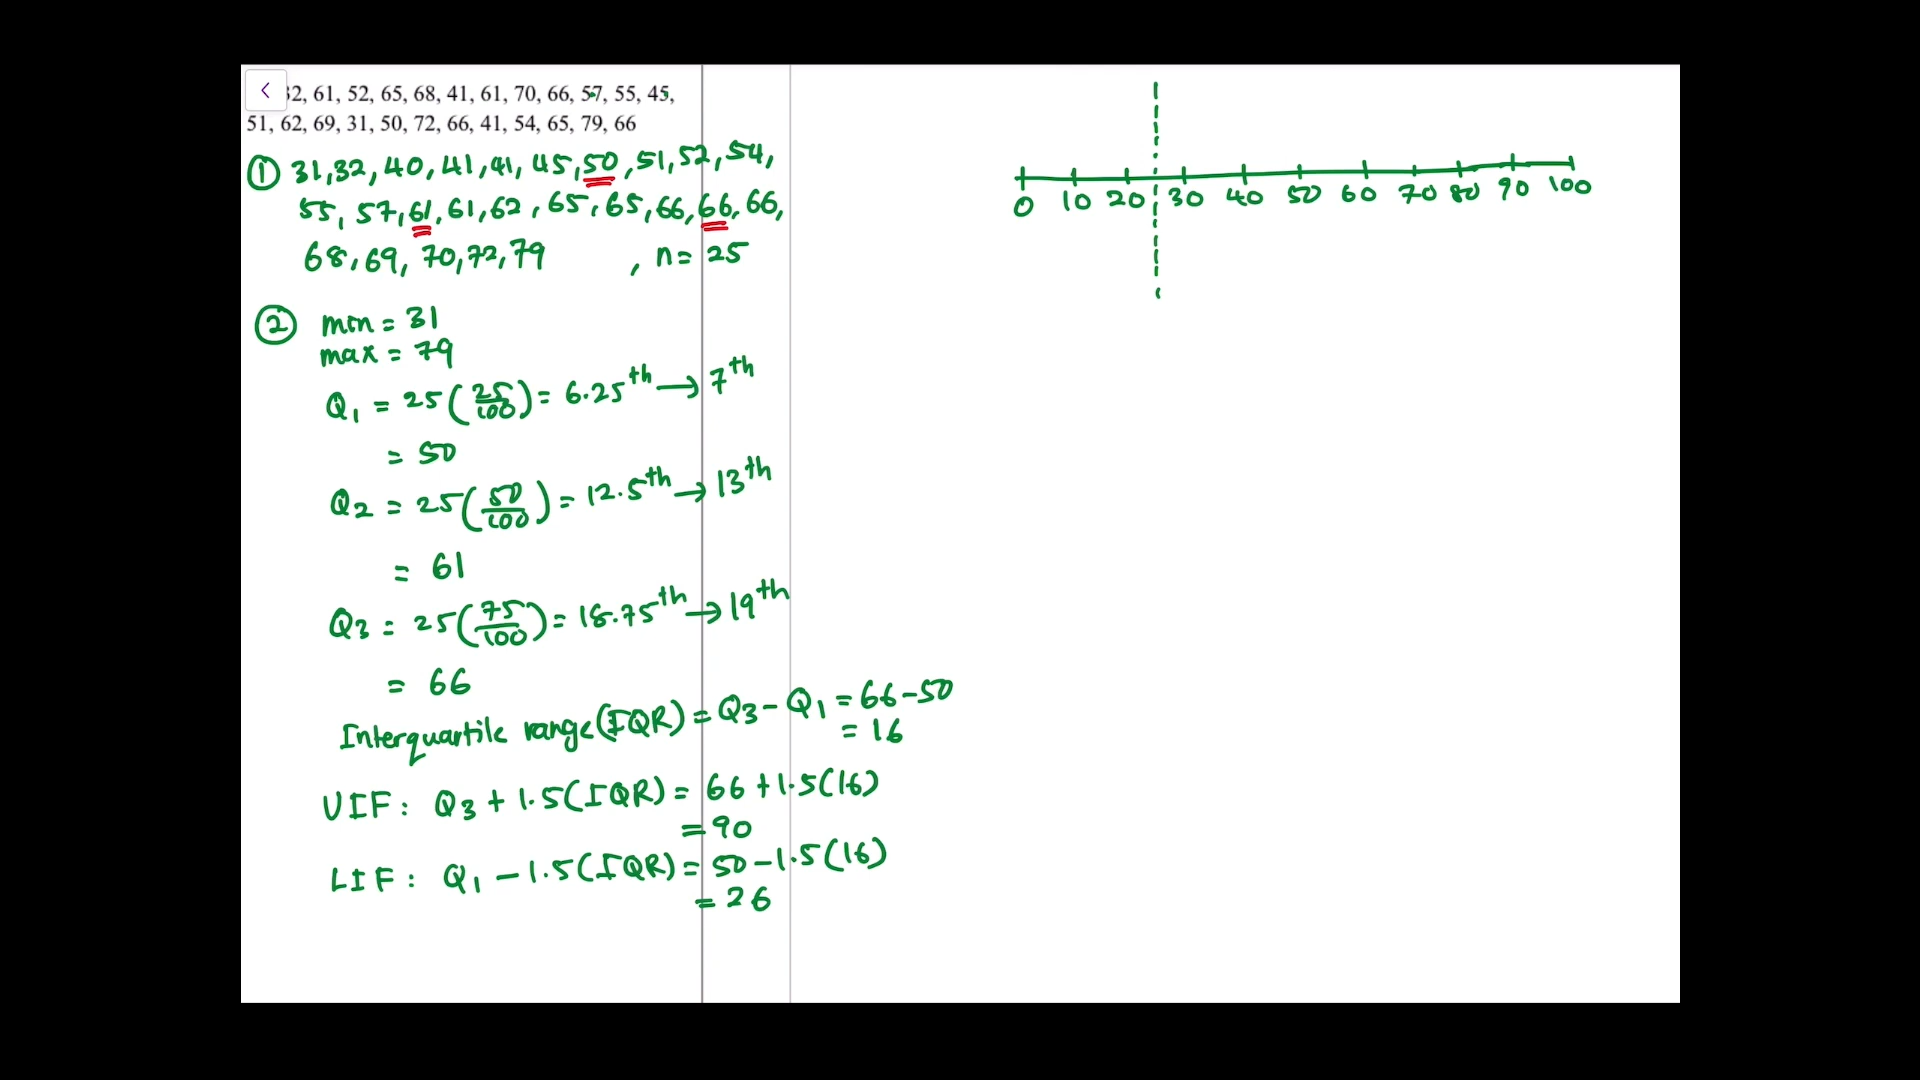 32, 61, 52, 65, 68, 41, 61, 70, 66, 57, 55, 45,
51, 62, 69, 31, 50, 72, 66, 41, 54, 65, 79, 66
① 31,32,40,41,41,45,50,51,52,54,
55,57,61,61,62,65,65,66,66,66,
68,69,70,72,79 , n= 25
② min = 31
max = 79
Q1 = 25(25/100) = 6.25th → 7th
= 50
Q2 = 25(50/100) = 12.5th → 13th
= 61
Q3 = 25(75/100) = 18.75th → 19th
= 66
Interquartile range(IQR) = Q3 - Q1 = 66-50
= 16
UIF: Q3 + 1.5(IQR) = 66 + 1.5(16)
= 90
LIF: Q1 - 1.5(IQR) = 50 - 1.5(16)
= 26
0 10 20 30 40 50 60 70 80 90 100